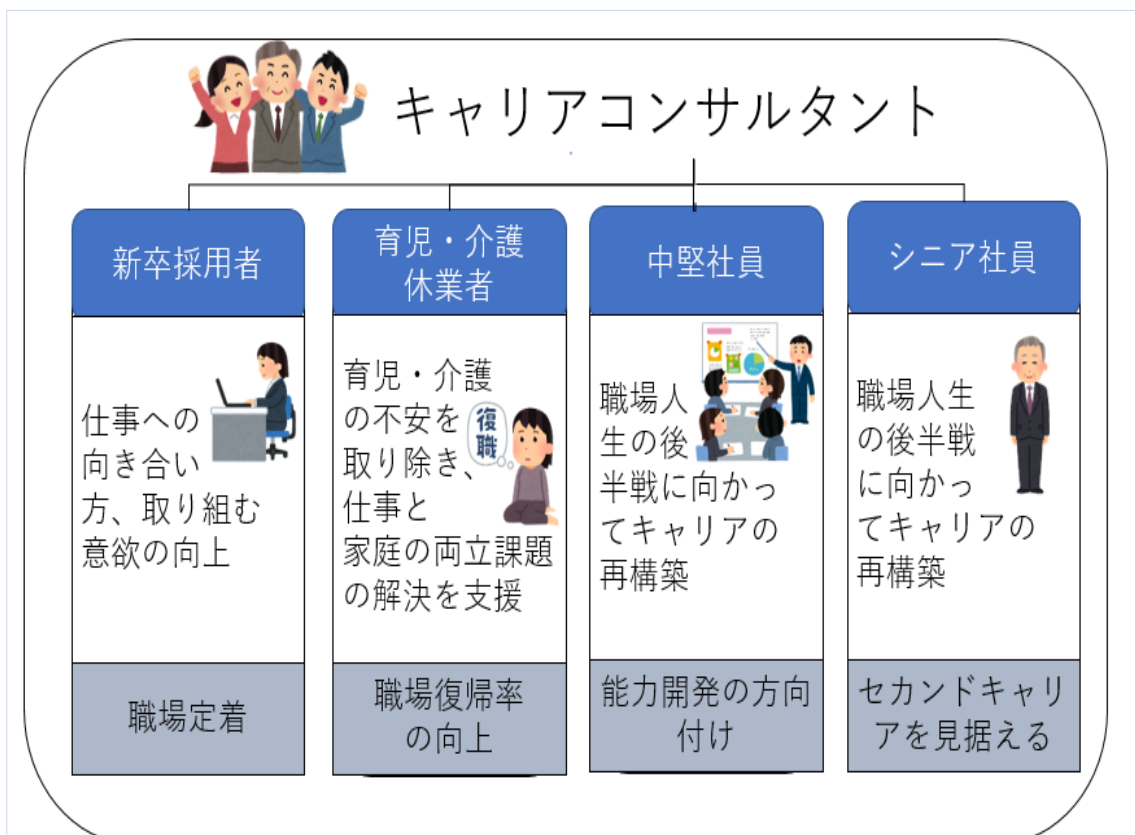 キャリアコンサルタント
新卒採用者
仕事への
向き合い
方、取り組む
意欲の向上
職場定着
育児・介護
休業者
育児・介護
の不安を
取り除き、
仕事と
家庭の両立課題
の解決を支援
復
職
職場復帰率
の向上
中堅社員
職場人
生の後
半戦に向かっ
てキャリアの
再構築
能力開発の方向
付け
シニア社員
職場人生
の後半戦
に向かっ
てキャリアの
再構築
セカンドキャリ
アを見据える